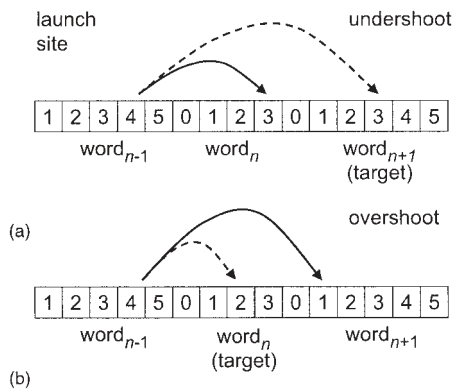 launch undershoot
site
1 2 3 4 5 0 1 2 3 0 1 2 3 4 5
word_{n-1} word_n word_{n+1}
(target)
(a) overshoot
1 2 3 4 5 0 1 2 3 0 1 2 3 4 5
word_{n-1} word_n word_{n+1}
(target)
(b)